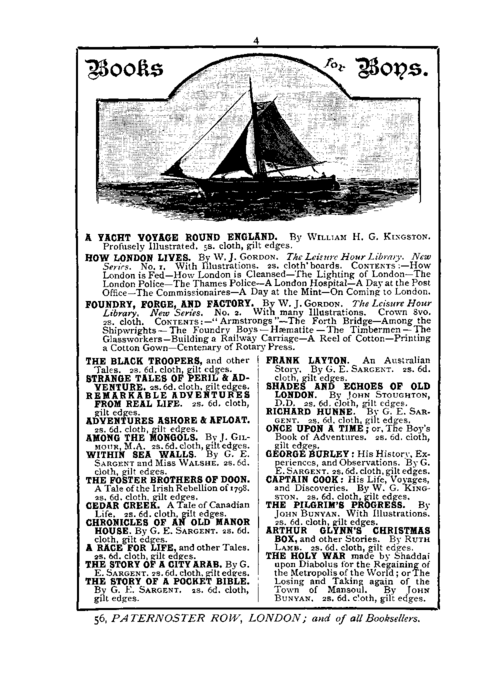 4
Books for Boys.
A YACHT VOYAGE ROUND ENGLAND. By WILLIAM H. G. KINGSTON.
Profusely Illustrated. 5s. cloth, gilt edges.
HOW LONDON LIVES. By W. J. GORDON. The Leisure Hour Library. New
Series. No. 1. With Illustrations. 2s. cloth boards. CONTENTS:—How
London is Fed—How London is Cleansed—The Lighting of London—The
London Police—The Thames Police—A London Hospital—A Day at the Post
Office—The Commissionaires—A Day at the Mint—On Coming to London.
FOUNDRY, FORGE, AND FACTORY. By W. J. GORDON. The Leisure Hour
Library. New Series. No. 2. With many Illustrations. Crown 8vo.
2s. cloth. CONTENTS:—"Armstrongs"—The Forth Bridge—Among the
Shipwrights—The Foundry Boys—Hæmatite—The Timbermen—The
Glassworkers—Building a Railway Carriage—A Reel of Cotton—Printing
a Cotton Gown—Centenary of Rotary Press.
THE BLACK TROOPERS, and other
Tales. 2s. 6d. cloth, gilt edges.
STRANGE TALES OF PERIL & AD-
VENTURE. 2s. 6d. cloth, gilt edges.
REMARKABLE ADVENTURES
FROM REAL LIFE. 2s. 6d. cloth,
gilt edges.
ADVENTURES ASHORE & AFLOAT.
2s. 6d. cloth, gilt edges.
AMONG THE MONGOLS. By J. GIL-
MOUR, M.A. 2s. 6d. cloth, gilt edges.
WITHIN SEA WALLS. By G. E.
SARGENT and Miss WALSHE. 2s. 6d.
cloth, gilt edges.
THE FOSTER BROTHERS OF DOON.
A Tale of the Irish Rebellion of 1798.
2s. 6d. cloth, gilt edges.
CEDAR CREEK. A Tale of Canadian
Life. 2s. 6d. cloth, gilt edges.
CHRONICLES OF AN OLD MANOR
HOUSE. By G. E. SARGENT. 2s. 6d.
cloth, gilt edges.
A RACE FOR LIFE, and other Tales.
2s. 6d. cloth, gilt edges.
THE STORY OF A CITY ARAB. By G.
E. SARGENT. 2s. 6d. cloth, gilt edges.
THE STORY OF A POCKET BIBLE.
By G. E. SARGENT. 2s. 6d. cloth,
gilt edges.
FRANK LAYTON. An Australian
Story. By G. E. SARGENT. 2s. 6d.
cloth, gilt edges.
SHADES AND ECHOES OF OLD
LONDON. By JOHN STOUGHTON,
D.D. 2s. 6d. cloth, gilt edges.
RICHARD HUNNE. By G. E. SAR-
GENT. 2s. 6d. cloth, gilt edges.
ONCE UPON A TIME; or, The Boy's
Book of Adventures. 2s. 6d. cloth,
gilt edges.
GEORGE BURLEY: His History, Ex-
periences, and Observations. By G.
E. SARGENT. 2s. 6d. cloth, gilt edges.
CAPTAIN COOK: His Life, Voyages,
and Discoveries. By W. G. KING-
STON. 2s. 6d. cloth, gilt edges.
THE PILGRIM'S PROGRESS. By
JOHN BUNYAN. With Illustrations.
2s. 6d. cloth, gilt edges.
ARTHUR GLYNN'S CHRISTMAS
BOX, and other Stories. By RUTH
LAMB. 2s. 6d. cloth, gilt edges.
THE HOLY WAR made by Shaddai
upon Diabolus for the Regaining of
the Metropolis of the World; or The
Losing and Taking again of the
Town of Mansoul. By JOHN
BUNYAN. 2s. 6d. cloth, gilt edges.
56, PATERNOSTER ROW, LONDON; and of all Booksellers.